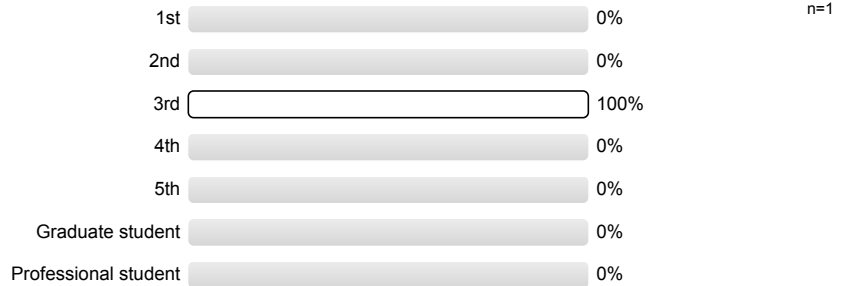 1st 0% n=1
2nd 0%
3rd 100%
4th 0%
5th 0%
Graduate student 0%
Professional student 0%